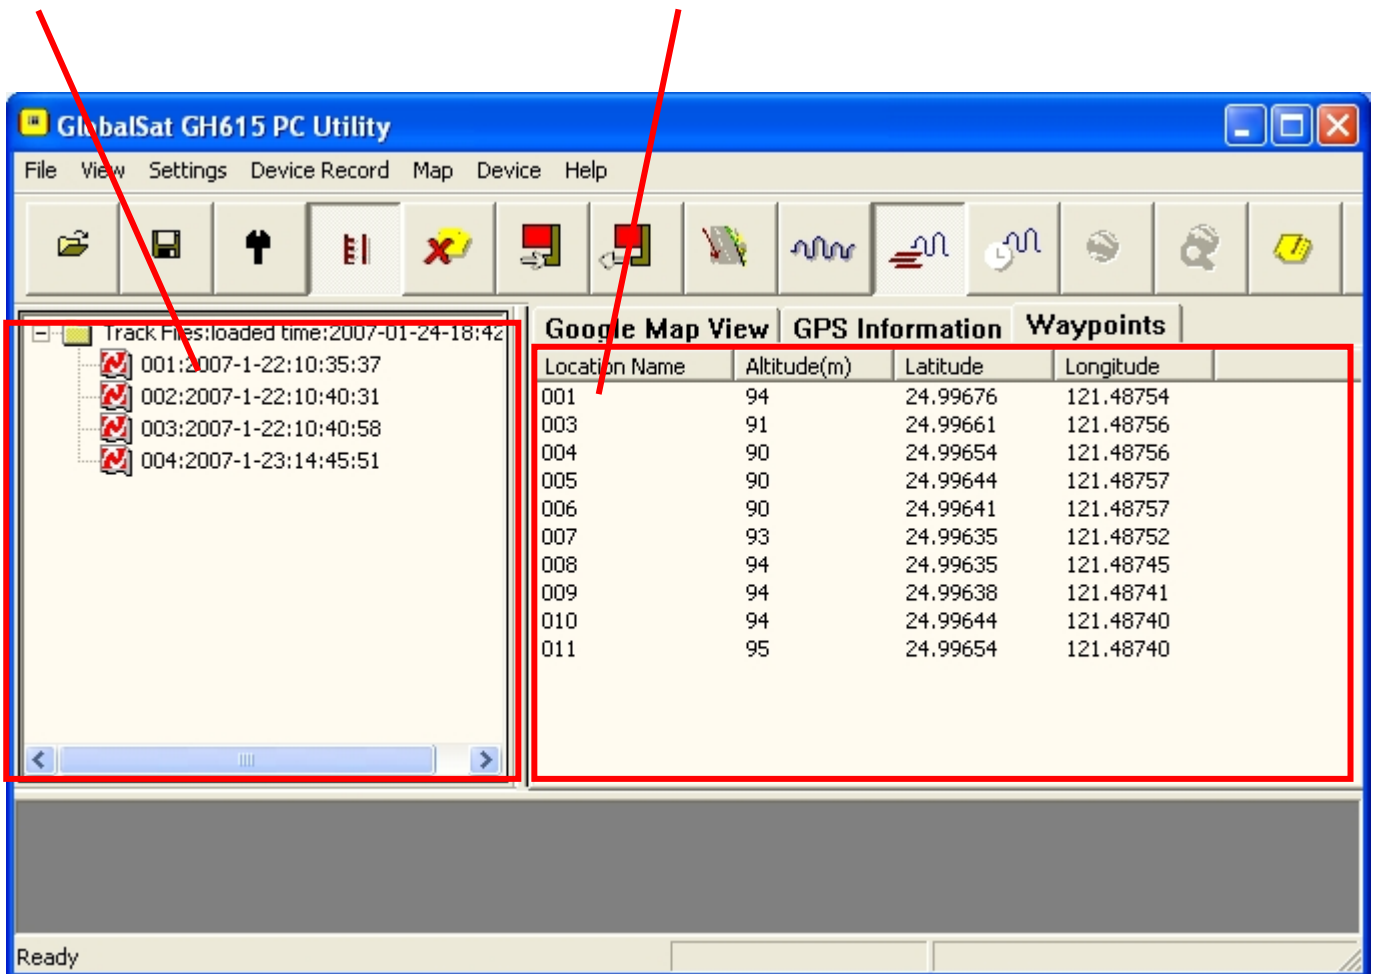 GlobalSat GH615 PC Utility
File View Settings Device Record Map Device Help
Track Files:loaded time:2007-01-24-18:42
001:2007-1-22:10:35:37
002:2007-1-22:10:40:31
003:2007-1-22:10:40:58
004:2007-1-23:14:45:51
Google Map View GPS Information Waypoints
Location Name Altitude(m) Latitude Longitude
001 94 24.99676 121.48754
003 91 24.99661 121.48756
004 90 24.99654 121.48756
005 90 24.99644 121.48757
006 90 24.99641 121.48757
007 93 24.99635 121.48752
008 94 24.99635 121.48745
009 94 24.99638 121.48741
010 94 24.99644 121.48740
011 95 24.99654 121.48740
Ready